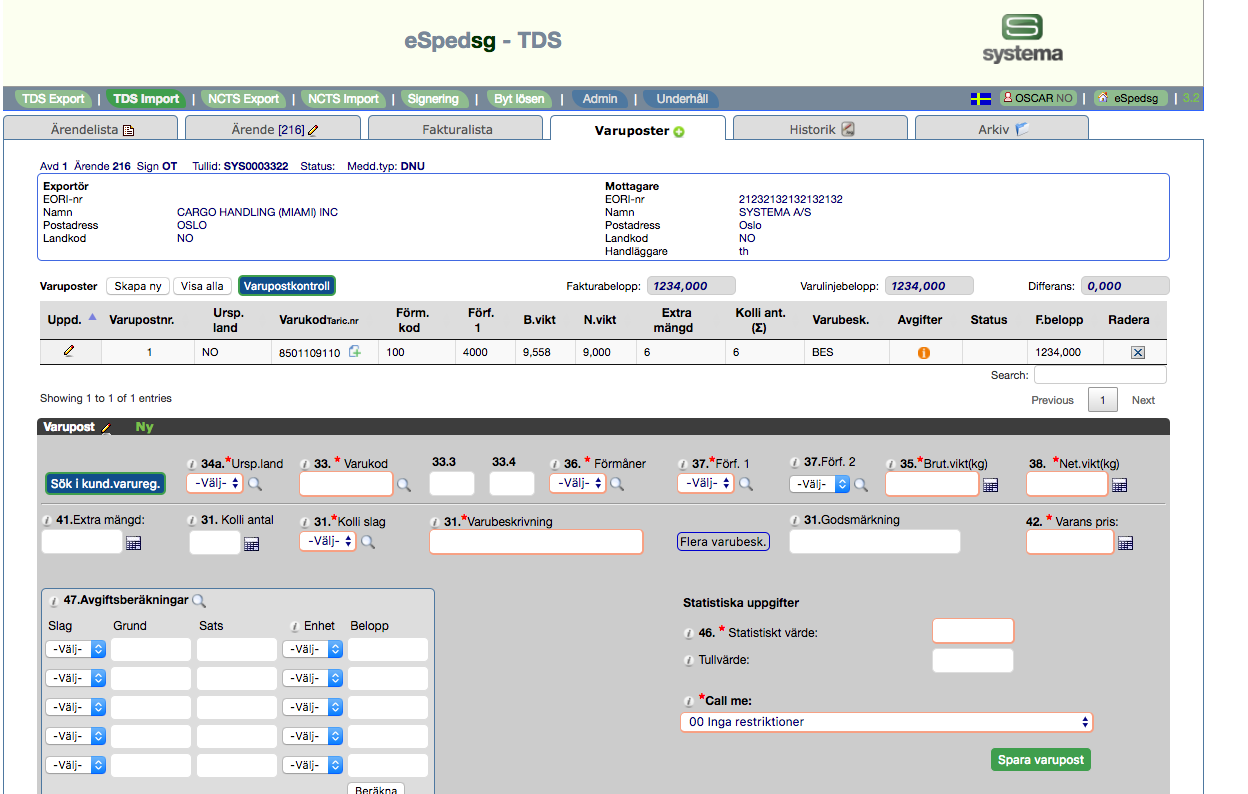 eSpedsg - TDS
systema
TDS Export | TDS Import | NCTS Export | NCTS Import | Signering | Byt lösen | Admin | Underhåll OSCAR NO | eSpedsg | 3.2
Ärendelista Ärende [216] Fakturalista Varuposter Historik Arkiv
Avd 1 Ärende 216 Sign OT Tullid: SYS0003322 Status: Medd.typ: DNU
Exportör Mottagare
EORI-nr EORI-nr 21232132132132132
Namn CARGO HANDLING (MIAMI) INC Namn SYSTEMA A/S
Postadress OSLO Postadress Oslo
Landkod NO Landkod NO
Handläggare th
Varuposter Skapa ny Visa alla Varupostkontroll Fakturabelopp: 1234,000 Varulinjebelopp: 1234,000 Differans: 0,000
Uppd. Varupostnr. Ursp. land VarukodTaric.nr Förm. kod Förf. 1 B.vikt N.vikt Extra mängd Kolli ant. (Σ) Varubesk. Avgifter Status F.belopp Radera
1 NO 8501109110 100 4000 9,558 9,000 6 6 BES 1234,000
Search:
Showing 1 to 1 of 1 entries Previous 1 Next
Varupost Ny
Sök i kund.varureg. 34a.*Ursp.land 33. * Varukod 33.3 33.4 36. * Förmåner 37.*Förf. 1 37.Förf. 2 35.*Brut.vikt(kg) 38. *Net.vikt(kg)
-Välj- -Välj- -Välj- -Välj-
41.Extra mängd: 31. Kolli antal 31.*Kolli slag 31.*Varubeskrivning 31.Godsmärkning 42. * Varans pris:
-Välj- Flera varubesk.
47.Avgiftsberäkningar Statistiska uppgifter
Slag Grund Sats Enhet Belopp
46. * Statistiskt värde:
-Välj- -Välj-
Tullvärde:
-Välj- -Välj-
*Call me:
-Välj- -Välj-
00 Inga restriktioner
-Välj- -Välj-
-Välj- -Välj-
Spara varupost
Beräkna